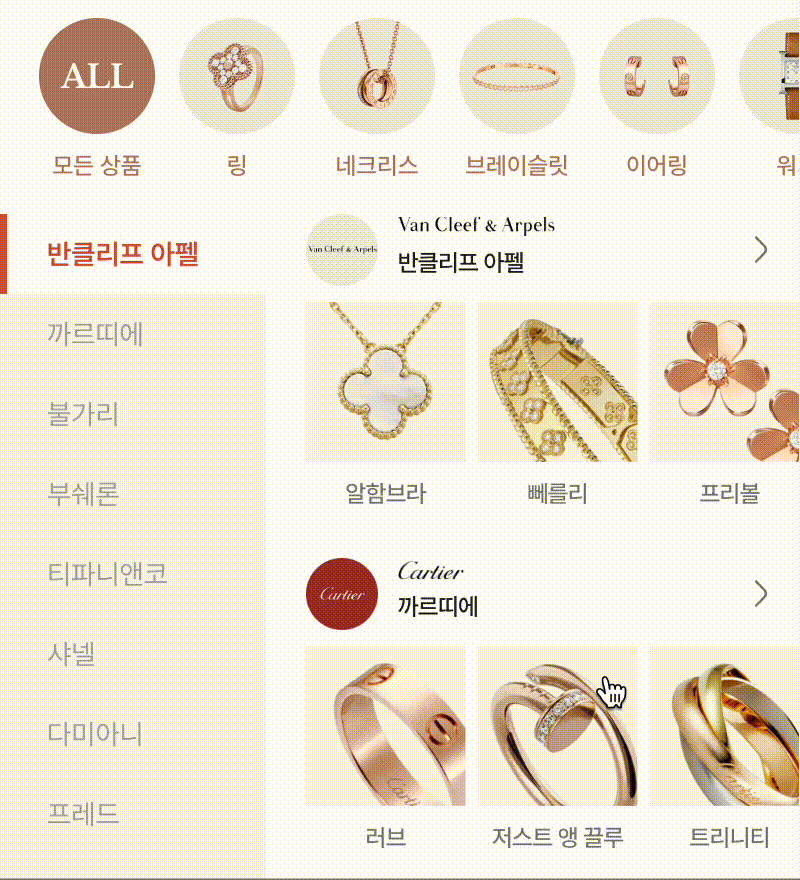 ALL
모든 상품
링
네크리스
브레이슬릿
이어링
워
반클리프 아펠
까르띠에
불가리
부쉐론
티파니앤코
샤넬
다미아니
프레드
Van Cleef & Arpels
Van Cleef & Arpels
반클리프 아펠
알함브라
뻬를리
프리볼
Cartier
Cartier
까르띠에
러브
저스트 앵 끌루
트리니티